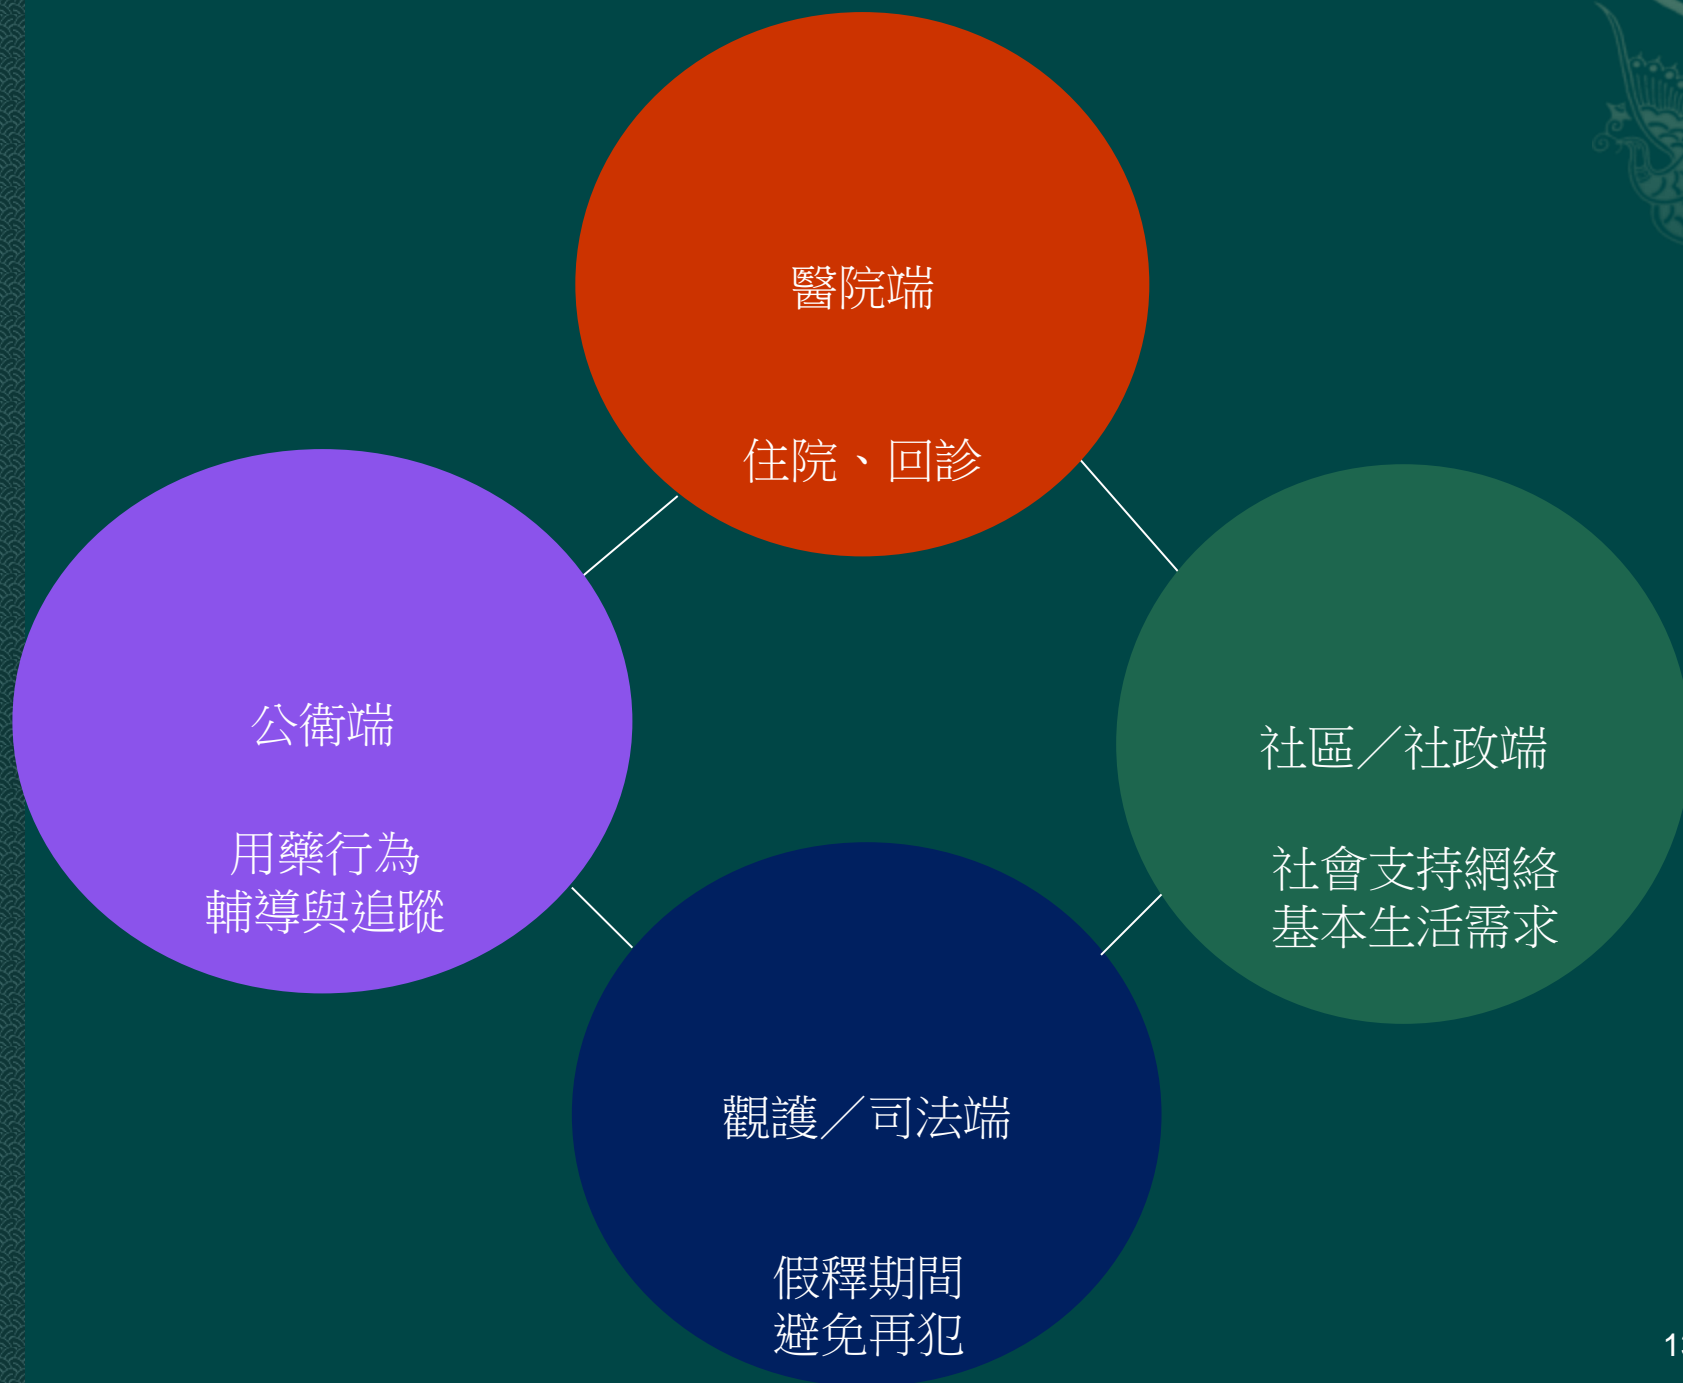 醫院端
住院、回診
公衛端
用藥行為
輔導與追蹤
社區／社政端
社會支持網絡
基本生活需求
觀護／司法端
假釋期間
避免再犯